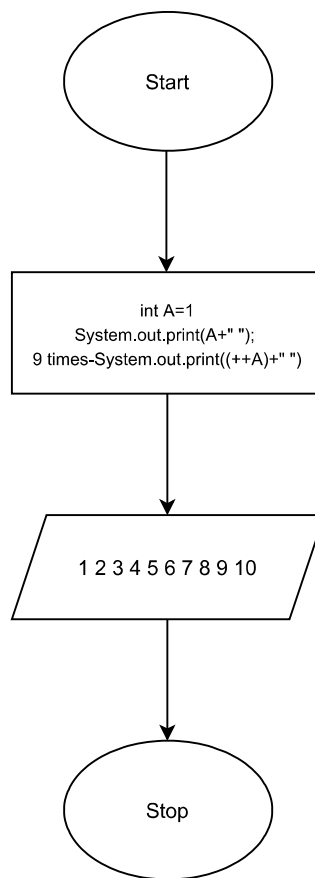 Start
int A=1
System.out.print(A+" ");
9 times-System.out.print((++A)+" ")
1 2 3 4 5 6 7 8 9 10
Stop